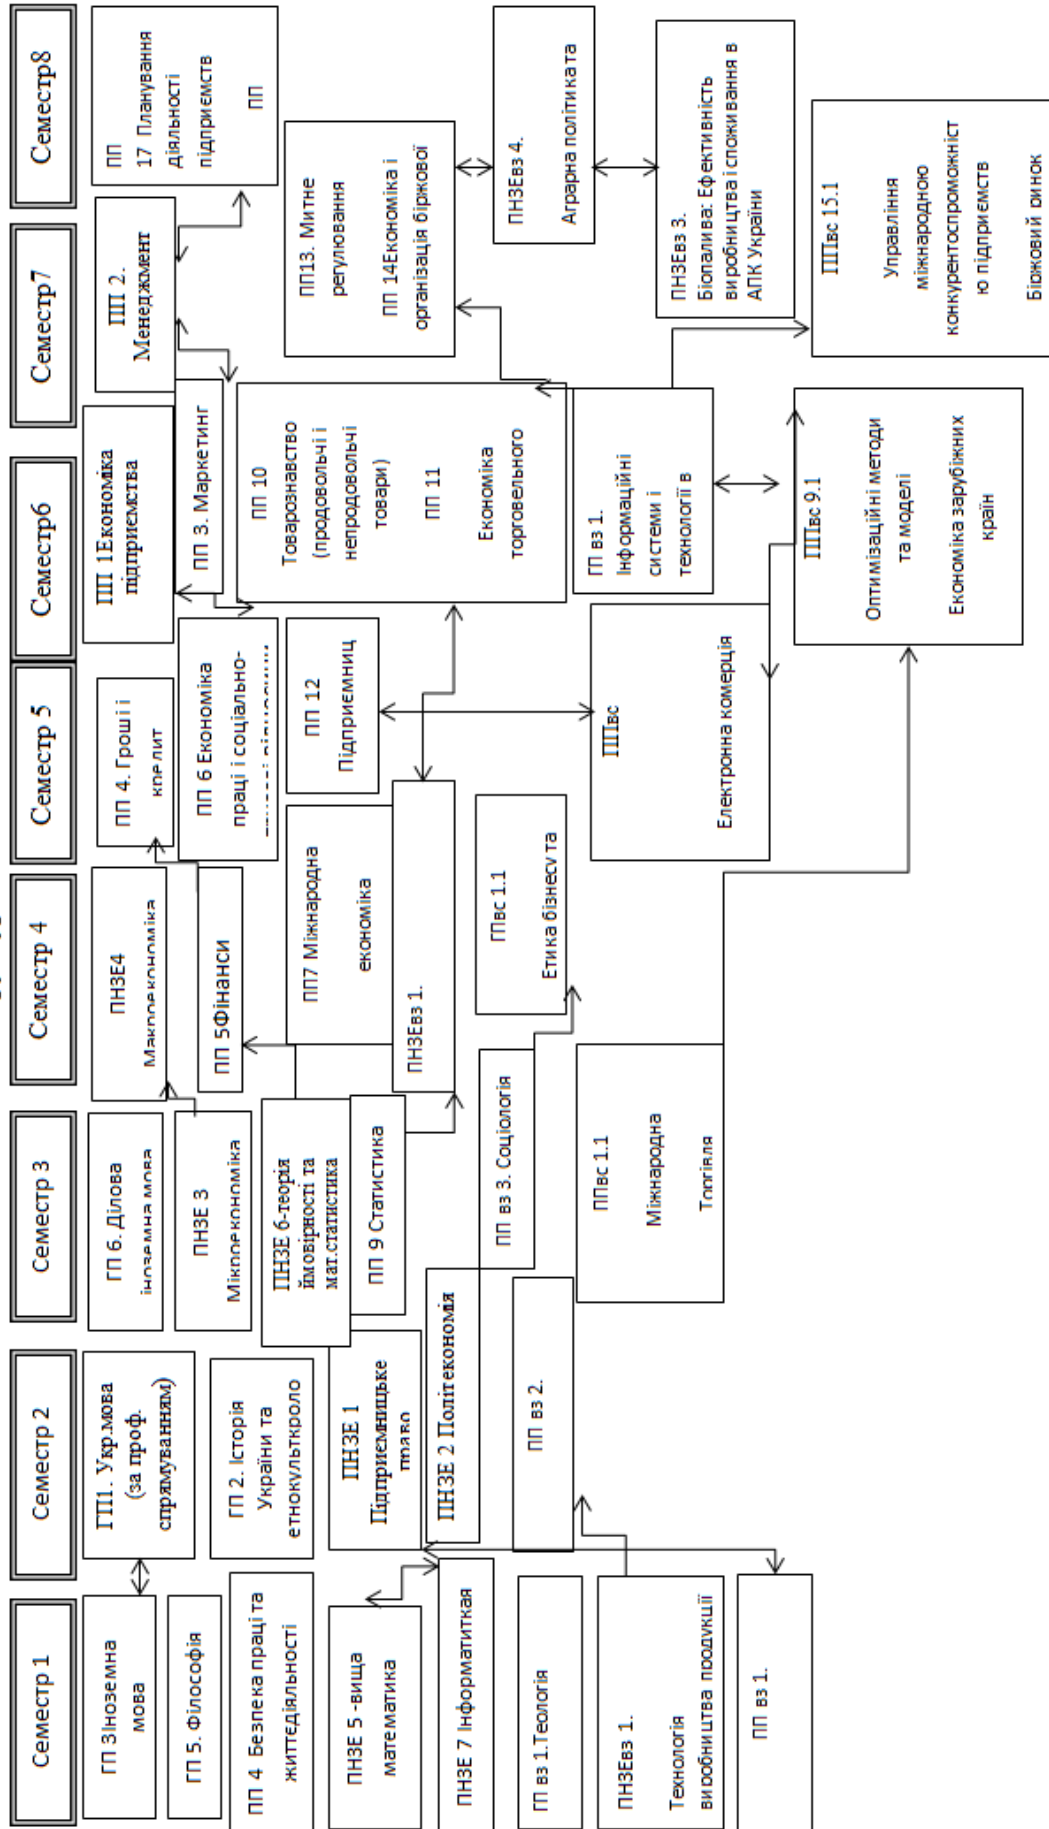 Семестр 1
Семестр 2
Семестр 3
Семестр 4
Семестр 5
Семестр6
Семестр7
Семестр8
ГП 3Іноземна
мова
ГП 5. Філософія
ПП 4 Безпека праці та
життєдіяльності
ПНЗЕ 5 -вища
математика
ПНЗЕ 7 Інформатиткая
ГП вз 1.Теологія
ПНЗЕвз 1.
Технологія
виробництва продукції
ПП вз 1.
ГП1. Укр.мова
(за проф.
спрямуванням)
ГП 2. Історія
України та
етнокульткроло
ПНЗЕ 1
Підприємницьке
право
ПНЗЕ 2 Політекономія
ПП вз 2.
ГП 6. Ділова
іноземна мова
ПНЗЕ 3
Мікроекономіка
ПНЗЕ 6-теорія
ймовірності та
мат.статистика
ПП 9 Статистика
ПП вз 3. Соціологія
ППвс 1.1
Міжнародна
Торгівля
ПНЗЕ4
Макроекономіка
ПП 5Фінанси
ПП7 Міжнародна
економіка
ПНЗЕвз 1.
ГПвс 1.1
Етика бізнесу та
ПП 4. Гроші і
кредит
ПП 6 Економіка
праці і соціально-
ПП 12
Підприємниц
ППвс
Електронна комерція
ПП 1Економіка
підприємства
ПП 3. Маркетинг
ПП 10
Товарознавство
(продовольчі і
непродовольчі
товари)
ПП 11
Економіка
торговельного
ГП вз 1.
Інформаційні
системи і
технології в
ППвс 9.1
Оптимізаційні методи
та моделі
Економіка зарубіжних
країн
ПП 2.
Менеджмент
ПП13. Митне
регулювання
ПП 14Економіка і
організація біржової
ПП
17 Планування
діяльності
підприємств
ПП
ПНЗЕвз 4.
Аграрна політика та
ПНЗЕвз 3.
Біопалива: Ефективність
виробництва і споживання в
АПК України
ППвс 15.1
Управління
міжнародною
конкурентоспроможніст
ю підприємств
Біржовий ринок